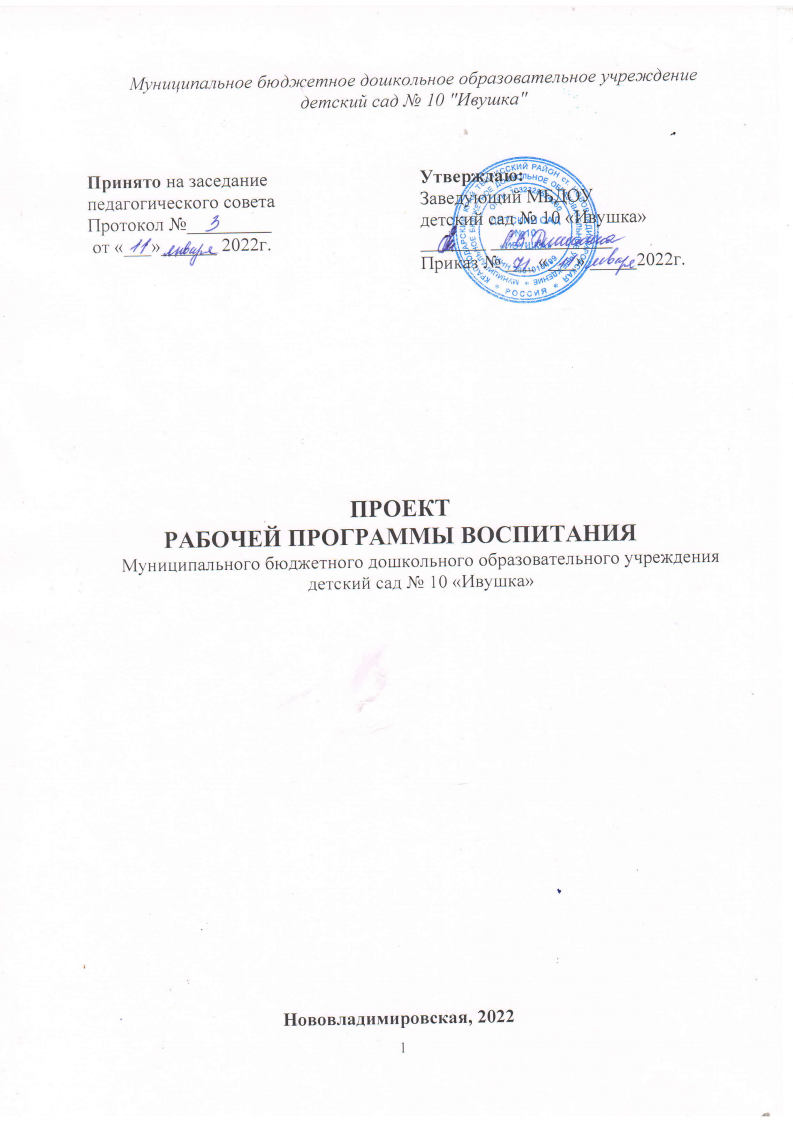 Муниципальное бюджетное дошкольное образовательное учреждение
детский сад № 10 "Ивушка"
Принято на заседание
педагогического совета
Протокол № 3
от « 11 » января 2022г.
Утверждаю:
Заведующий МБДОУ
детский сад № 10 «Ивушка»
Приказ № « » января 2022г.
РОССИЯ
ПРОЕКТ
РАБОЧЕЙ ПРОГРАММЫ ВОСПИТАНИЯ
Муниципального бюджетного дошкольного образовательного учреждения
детский сад № 10 «Ивушка»
Нововладимировская, 2022
1